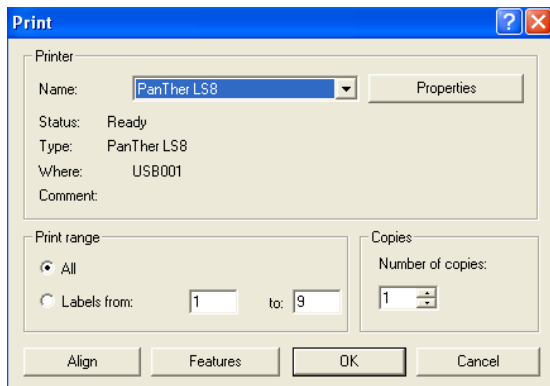 Print
Printer
Name: PanTher LS8 Properties
Status: Ready
Type: PanTher LS8
Where: USB001
Comment:
Print range
All
Labels from: 1 to: 9
Copies
Number of copies:
1
Align Features OK Cancel